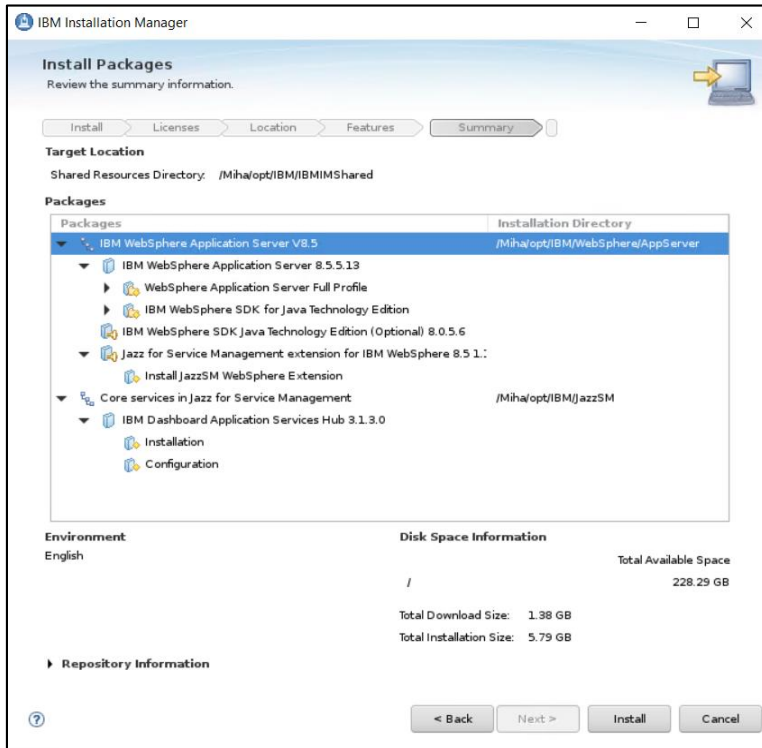 IBM Installation Manager
Install Packages
Review the summary information.
Install Licenses Location Features Summary
Target Location
Shared Resources Directory: /Miha/opt/IBM/IBMIMShared
Packages
Packages Installation Directory
IBM WebSphere Application Server V8.5 /Miha/opt/IBM/WebSphere/AppServer
IBM WebSphere Application Server 8.5.5.13
WebSphere Application Server Full Profile
IBM WebSphere SDK for Java Technology Edition
IBM WebSphere SDK Java Technology Edition (Optional) 8.0.5.6
Jazz for Service Management extension for IBM WebSphere 8.5 1.
Install JazzSM WebSphere Extension
Core services in Jazz for Service Management /Miha/opt/IBM/JazzSM
IBM Dashboard Application Services Hub 3.1.3.0
Installation
Configuration
Environment Disk Space Information
English Total Available Space
/ 228.29 GB
Total Download Size: 1.38 GB
Total Installation Size: 5.79 GB
Repository Information
? < Back Next > Install Cancel